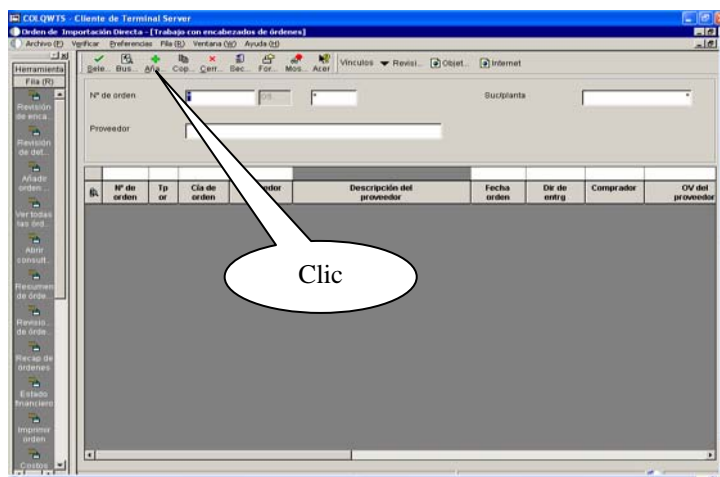 COLQWTS - Cliente de Terminal Server
Orden de Importación Directa - [Trabajo con encabezados de órdenes]
Archivo (F) Verificar Preferencias Fila (R) Ventana (W) Ayuda (H)
Herramienta
Sele... Bus... Aña... Cop... Cerr... Sec... For... Mos... Acer
Vínculos Revisi... Objet... Internet
Fila (R)
Revisión de enca...
Revisión de det...
Añadir orden ...
Ver todas las órd...
Abrir consult...
Resumen de órde...
Revisio... de órde...
Recap de órdenes
Estado financiero
Imprimir orden
Costos
Nº de orden * Suc/planta *
Proveedor
Nº de orden Tp or Cía de orden Descripción del proveedor Fecha orden Dir de entrg Comprador OV del proveedor
Clic